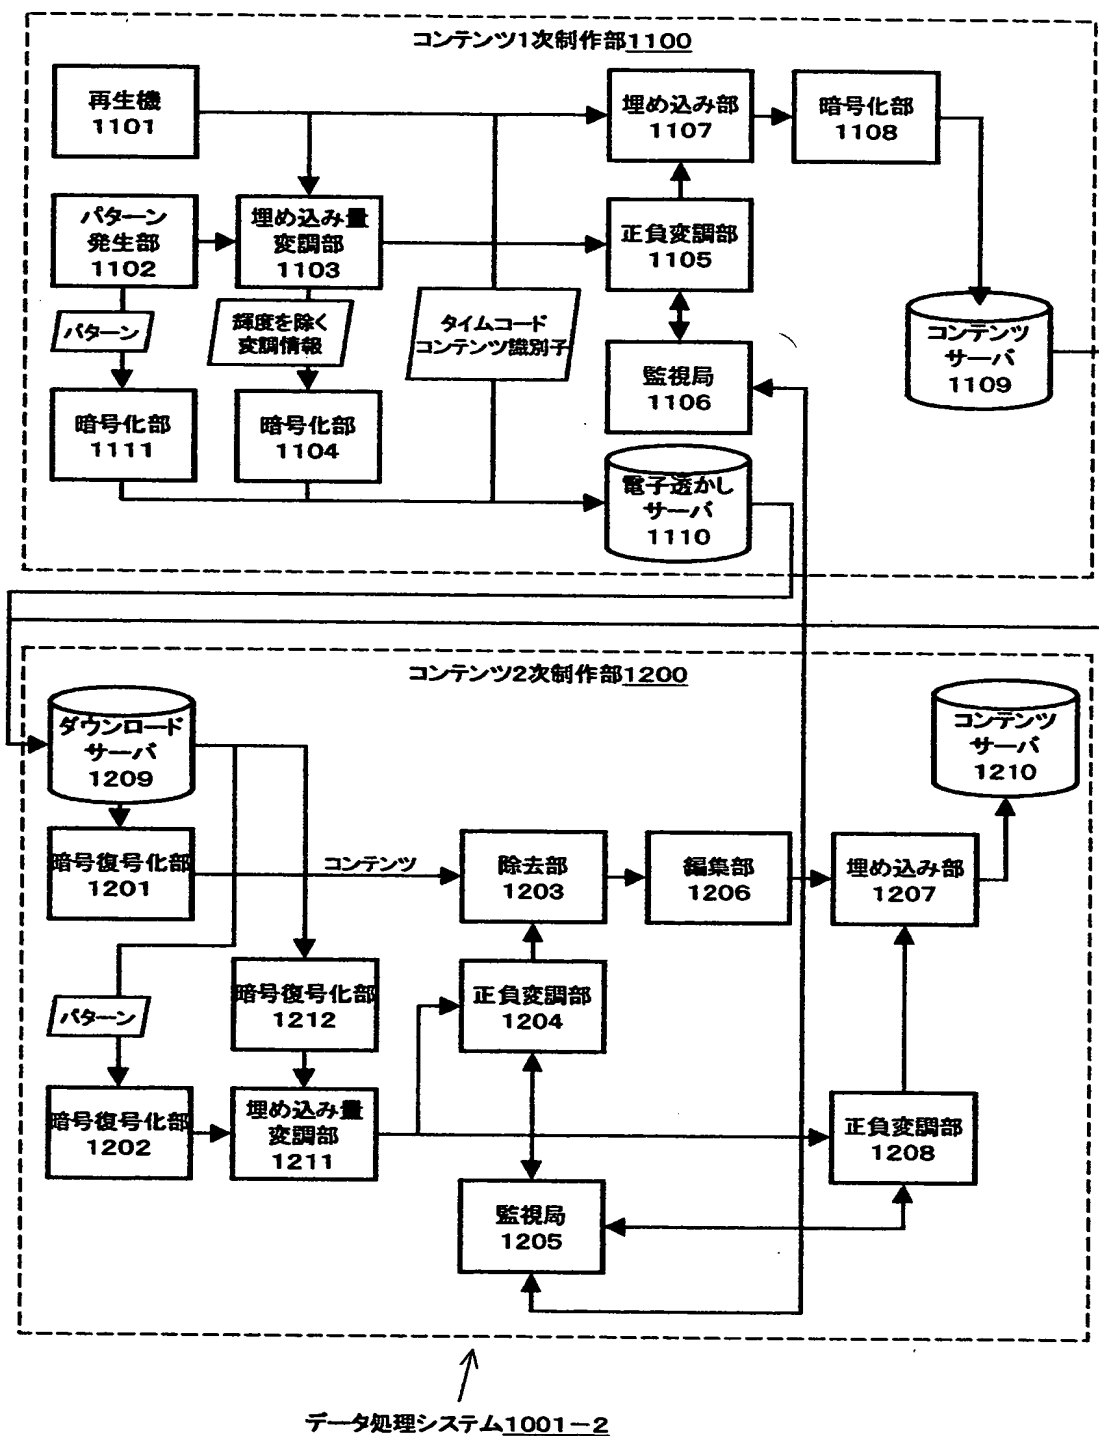 コンテンツ1次制作部1100
再生機
1101
埋め込み部
1107
暗号化部
1108
パターン
発生部
1102
埋め込み量
変調部
1103
正負変調部
1105
パターン
輝度を除く
変調情報
タイムコード
コンテンツ識別子
監視局
1106
コンテンツ
サーバ
1109
暗号化部
1111
暗号化部
1104
電子透かし
サーバ
1110
コンテンツ2次制作部1200
ダウンロード
サーバ
1209
コンテンツ
サーバ
1210
暗号復号化部
1201
コンテンツ
除去部
1203
編集部
1206
埋め込み部
1207
パターン
暗号復号化部
1212
正負変調部
1204
暗号復号化部
1202
埋め込み量
変調部
1211
正負変調部
1208
監視局
1205
データ処理システム1001-2